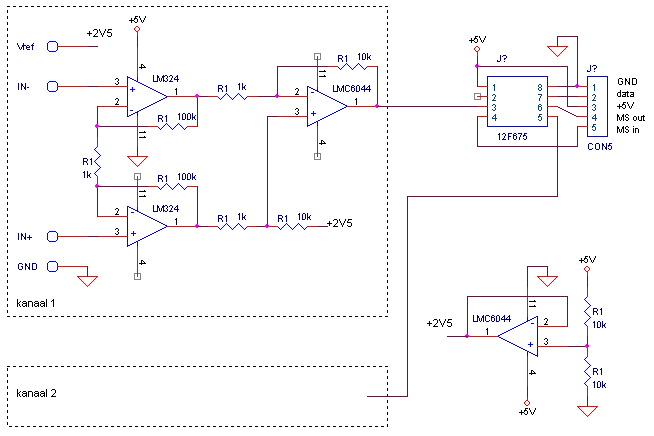 +5V
Vref +2V5
IN- 3 LM324 1
4
2
11
R1 1k
R1 100k
R1 1k
R1 10k
11
2 LMC6044 1
3
4
R1 100k
11
2 LM324 1
IN+ 3
4
R1 1k
R1 10k
+2V5
GND
kanaal 1
+5V
J?
1 8
2 7
3 6
4 5
12F675
J?
1 GND
2 data
3 +5V
4 MS out
5 MS in
CON5
+5V
11
LMC6044
+2V5 1
2
3
4
+5V
R1
10k
R1
10k
kanaal 2